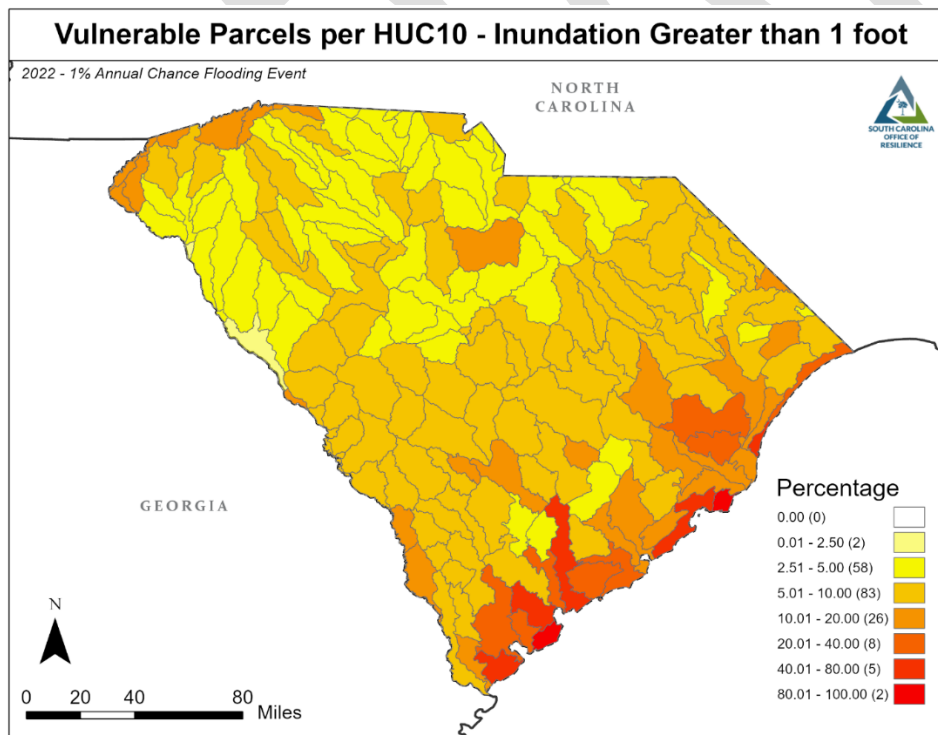 Vulnerable Parcels per HUC10 - Inundation Greater than 1 foot
2022 - 1% Annual Chance Flooding Event
NORTH
CAROLINA
SOUTH CAROLINA
OFFICE OF
RESILIENCE
GEORGIA
Percentage
0.00 (0)
0.01 - 2.50 (2)
2.51 - 5.00 (58)
5.01 - 10.00 (83)
10.01 - 20.00 (26)
20.01 - 40.00 (8)
40.01 - 80.00 (5)
80.01 - 100.00 (2)
N
0 20 40 80
Miles